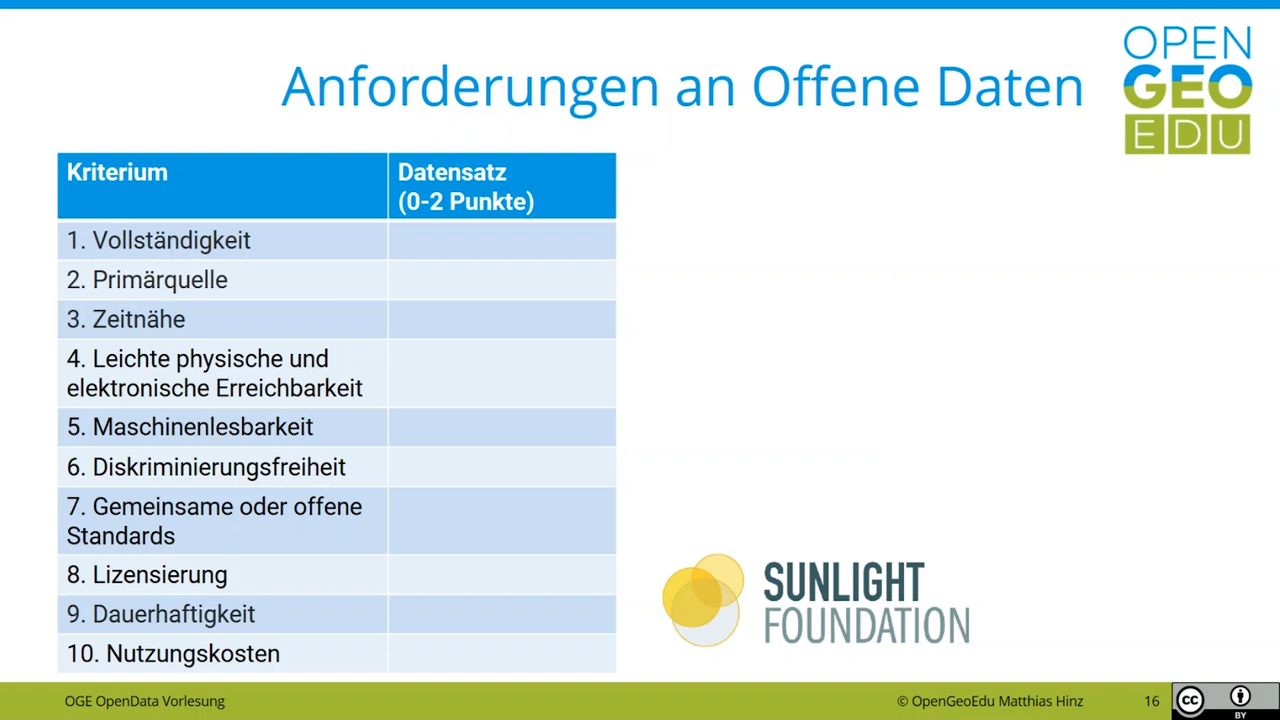 Anforderungen an Offene Daten
OPEN
GEO
EDU
Kriterium
Datensatz
(0-2 Punkte)
1. Vollständigkeit
2. Primärquelle
3. Zeitnähe
4. Leichte physische und
elektronische Erreichbarkeit
5. Maschinenlesbarkeit
6. Diskriminierungsfreiheit
7. Gemeinsame oder offene
Standards
8. Lizensierung
9. Dauerhaftigkeit
10. Nutzungskosten
SUNLIGHT
FOUNDATION
OGE OpenData Vorlesung
© OpenGeoEdu Matthias Hinz
16
cc
BY